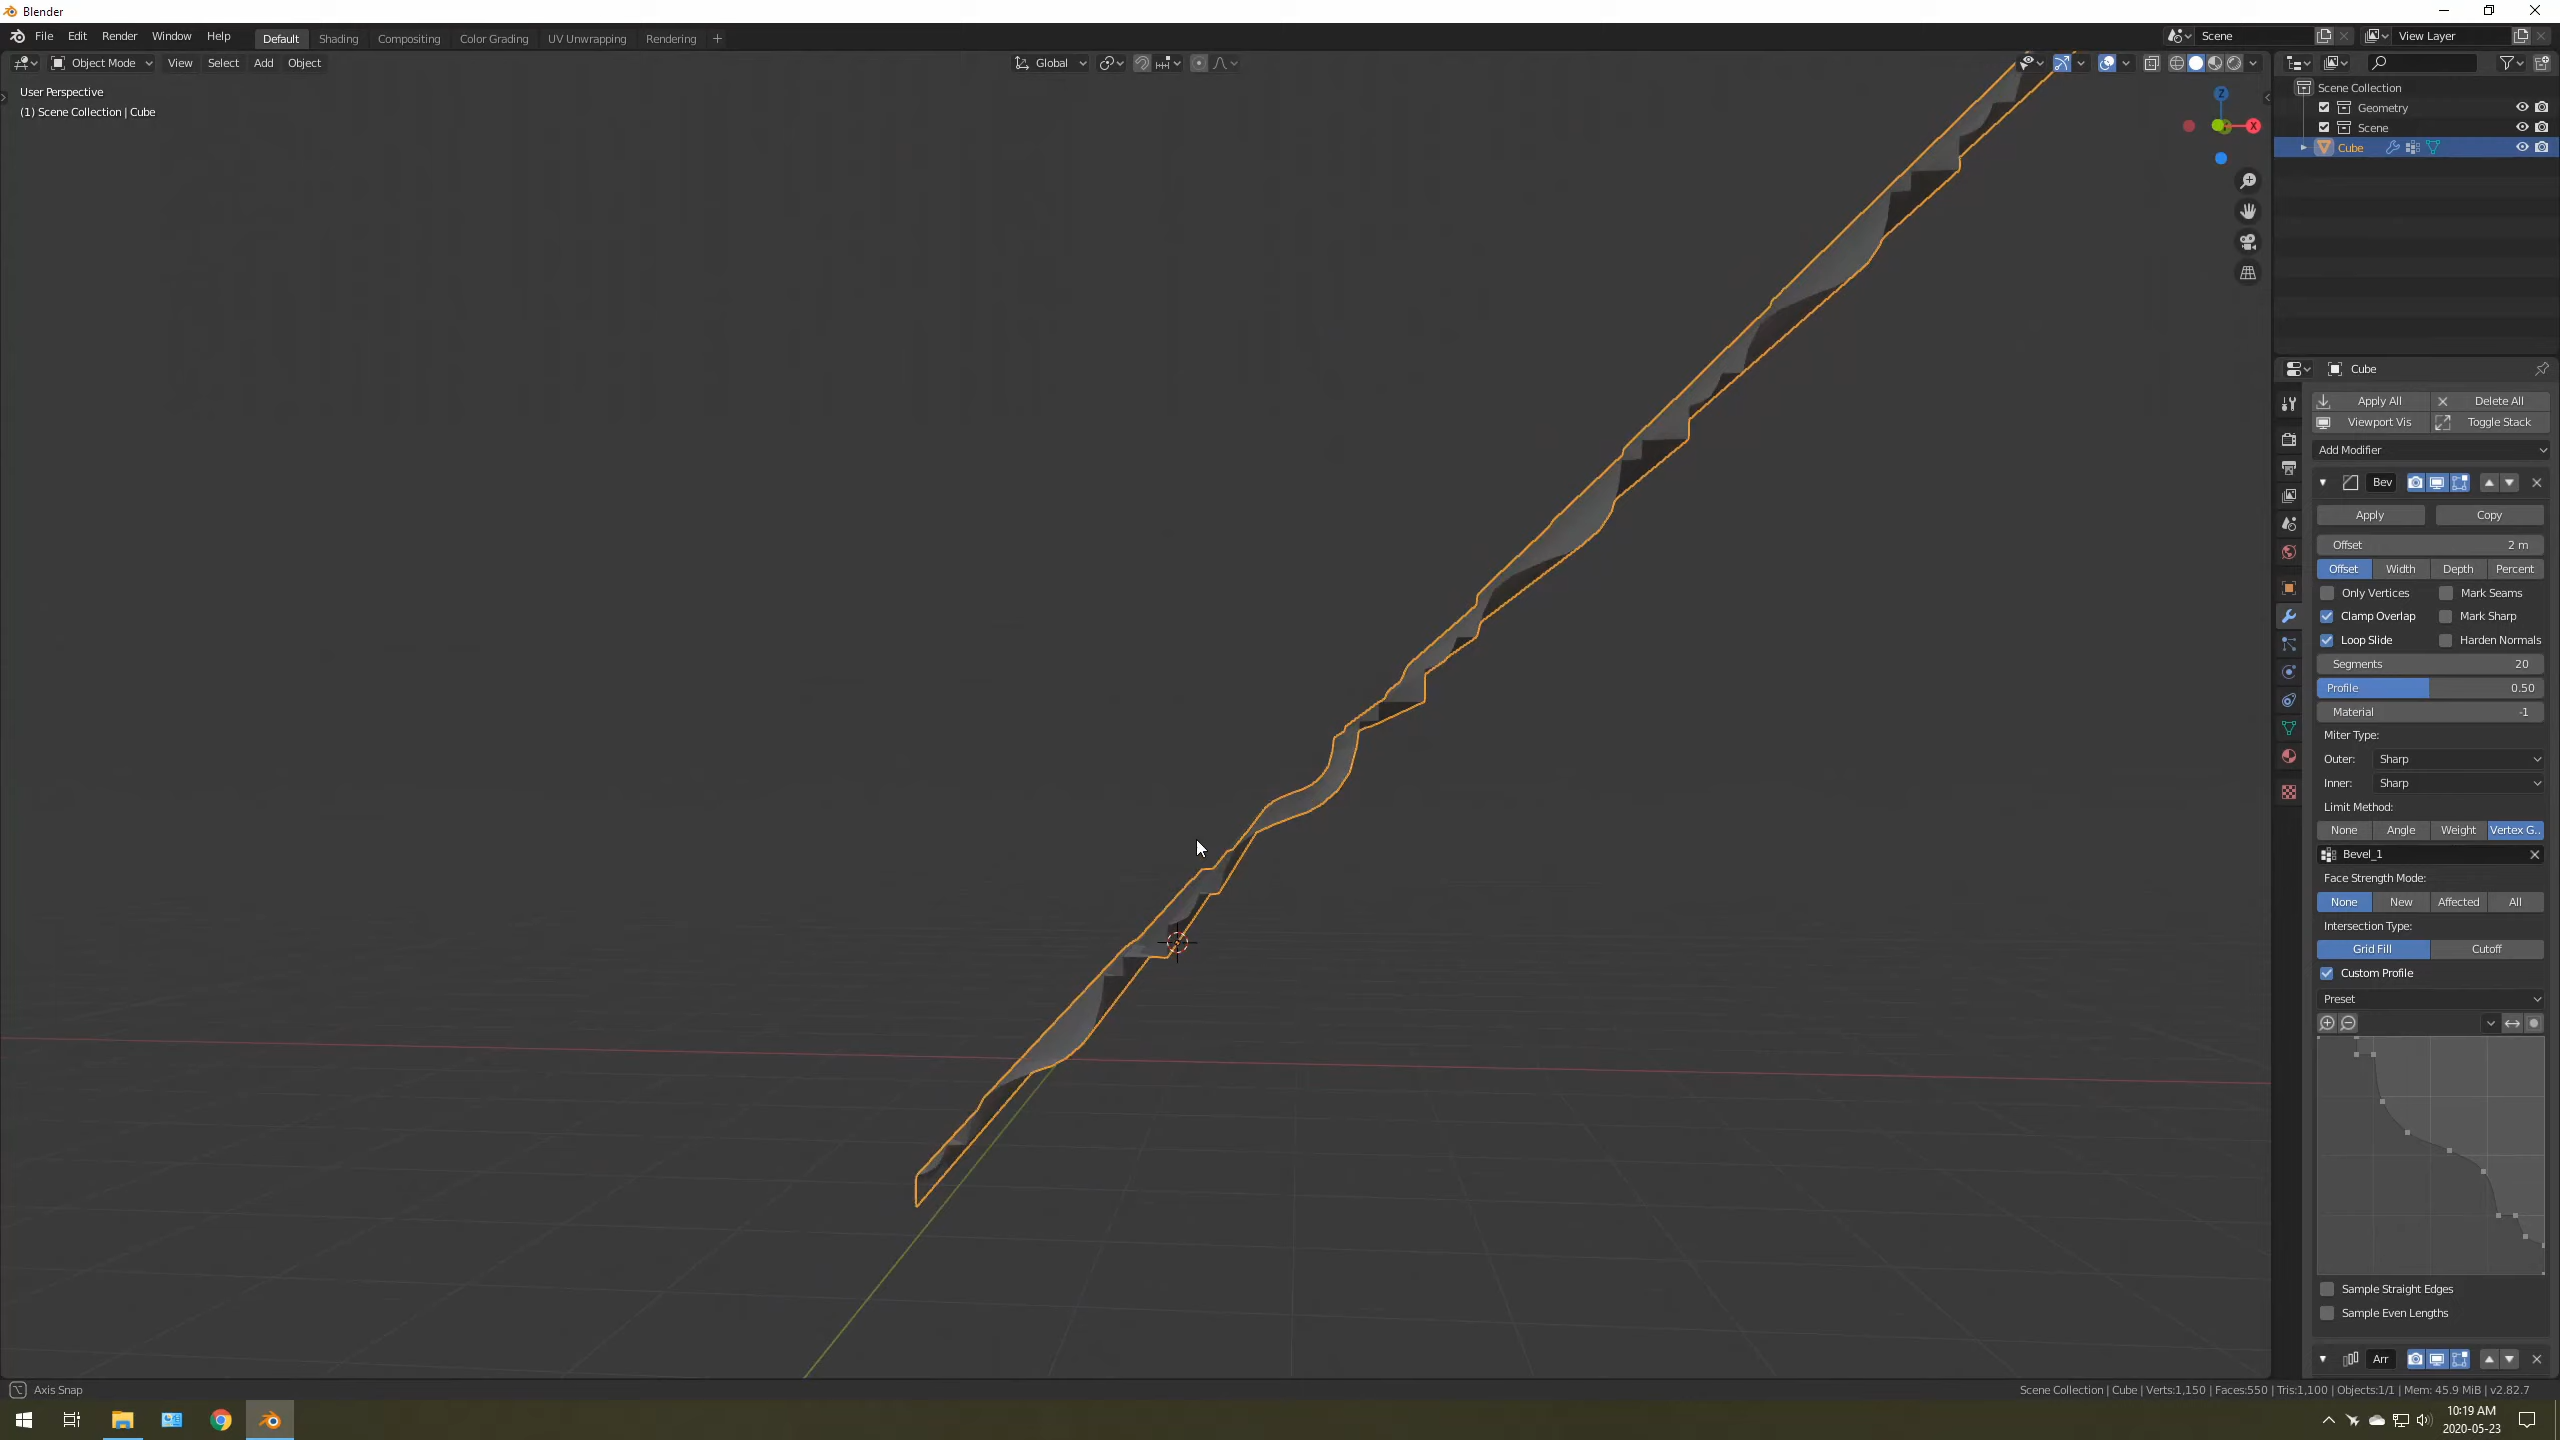 Blender
File Edit Render Window Help Default Shading Compositing Color Grading UV Unwrapping Rendering +
Scene
View Layer
Object Mode View Select Add Object
Global
User Perspective
(1) Scene Collection | Cube
Z
X
Scene Collection
Geometry
Scene
Cube
Cube
Apply All Delete All
Viewport Vis Toggle Stack
Add Modifier
Bev
Apply Copy
Offset 2 m
Offset Width Depth Percent
Only Vertices Mark Seams
Clamp Overlap Mark Sharp
Loop Slide Harden Normals
Segments 20
Profile 0.50
Material -1
Miter Type:
Outer: Sharp
Inner: Sharp
Limit Method:
None Angle Weight Vertex G..
Bevel_1
Face Strength Mode:
None New Affected All
Intersection Type:
Grid Fill Cutoff
Custom Profile
Preset
Sample Straight Edges
Sample Even Lengths
Arr
Axis Snap
Scene Collection | Cube | Verts:1,150 | Faces:550 | Tris:1,100 | Objects:1/1 | Mem: 45.9 MiB | v2.82.7
10:19 AM
2020-05-23